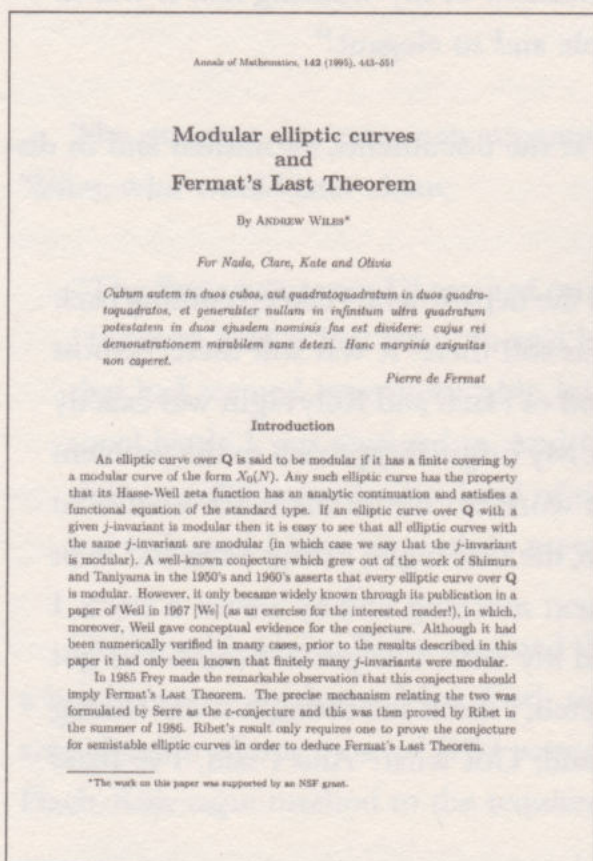 Annals of Mathematics, 142 (1995), 443-551
Modular elliptic curves
and
Fermat's Last Theorem
By ANDREW WILES*
For Nada, Clare, Kate and Olivia
Cubum autem in duos cubos, aut quadratoquadratum in duos quadra-
toquadratos, et generaliter nullam in infinitum ultra quadratum
potestatem in duos ejusdem nominis fas est dividere: cujus rei
demonstrationem mirabilem sane detexi. Hanc marginis exiguitas
non caperet.
Pierre de Fermat
Introduction
An elliptic curve over Q is said to be modular if it has a finite covering by
a modular curve of the form X₀(N). Any such elliptic curve has the property
that its Hasse-Weil zeta function has an analytic continuation and satisfies a
functional equation of the standard type. If an elliptic curve over Q with a
given j-invariant is modular then it is easy to see that all elliptic curves with
the same j-invariant are modular (in which case we say that the j-invariant
is modular). A well-known conjecture which grew out of the work of Shimura
and Taniyama in the 1950's and 1960's asserts that every elliptic curve over Q
is modular. However, it only became widely known through its publication in a
paper of Weil in 1967 [We] (as an exercise for the interested reader!), in which,
moreover, Weil gave conceptual evidence for the conjecture. Although it had
been numerically verified in many cases, prior to the results described in this
paper it had only been known that finitely many j-invariants were modular.
In 1985 Frey made the remarkable observation that this conjecture should
imply Fermat's Last Theorem. The precise mechanism relating the two was
formulated by Serre as the ε-conjecture and this was then proved by Ribet in
the summer of 1986. Ribet's result only requires one to prove the conjecture
for semistable elliptic curves in order to deduce Fermat's Last Theorem.
*The work on this paper was supported by an NSF grant.